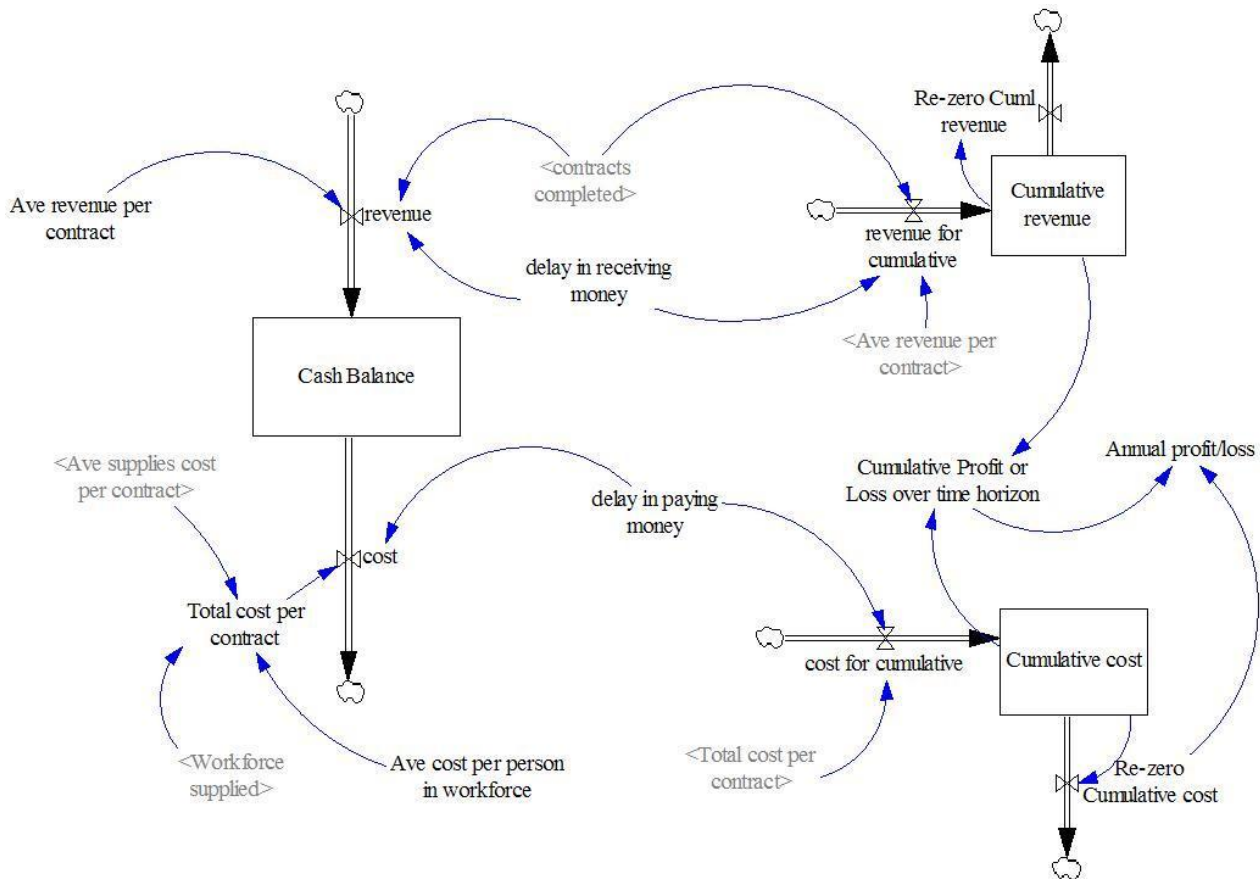 Re-zero Cuml
revenue
<contracts
completed>
Cumulative
revenue
Ave revenue per
contract
revenue
revenue for
cumulative
delay in receiving
money
<Ave revenue per
contract>
Cash Balance
<Ave supplies cost
per contract>
delay in paying
money
Cumulative Profit or
Loss over time horizon
Annual profit/loss
cost
Total cost per
contract
cost for cumulative
Cumulative cost
<Workforce
supplied>
Ave cost per person
in workforce
<Total cost per
contract>
Re-zero
Cumulative cost